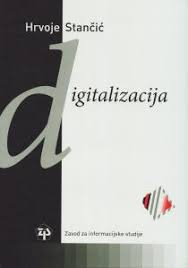 Hrvoje Stančić
digitalizacija
Zavod za informacijske studije